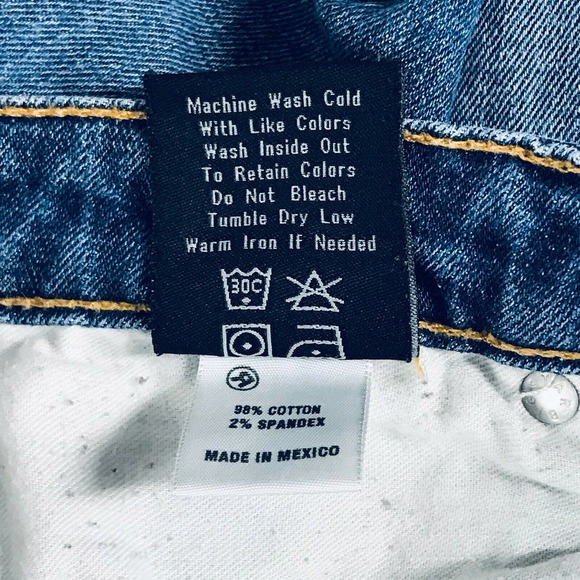 Machine Wash Cold
With Like Colors
Wash Inside Out
To Retain Colors
Do Not Bleach
Tumble Dry Low
Warm Iron If Needed
30C
98% COTTON
2% SPANDEX
MADE IN MEXICO